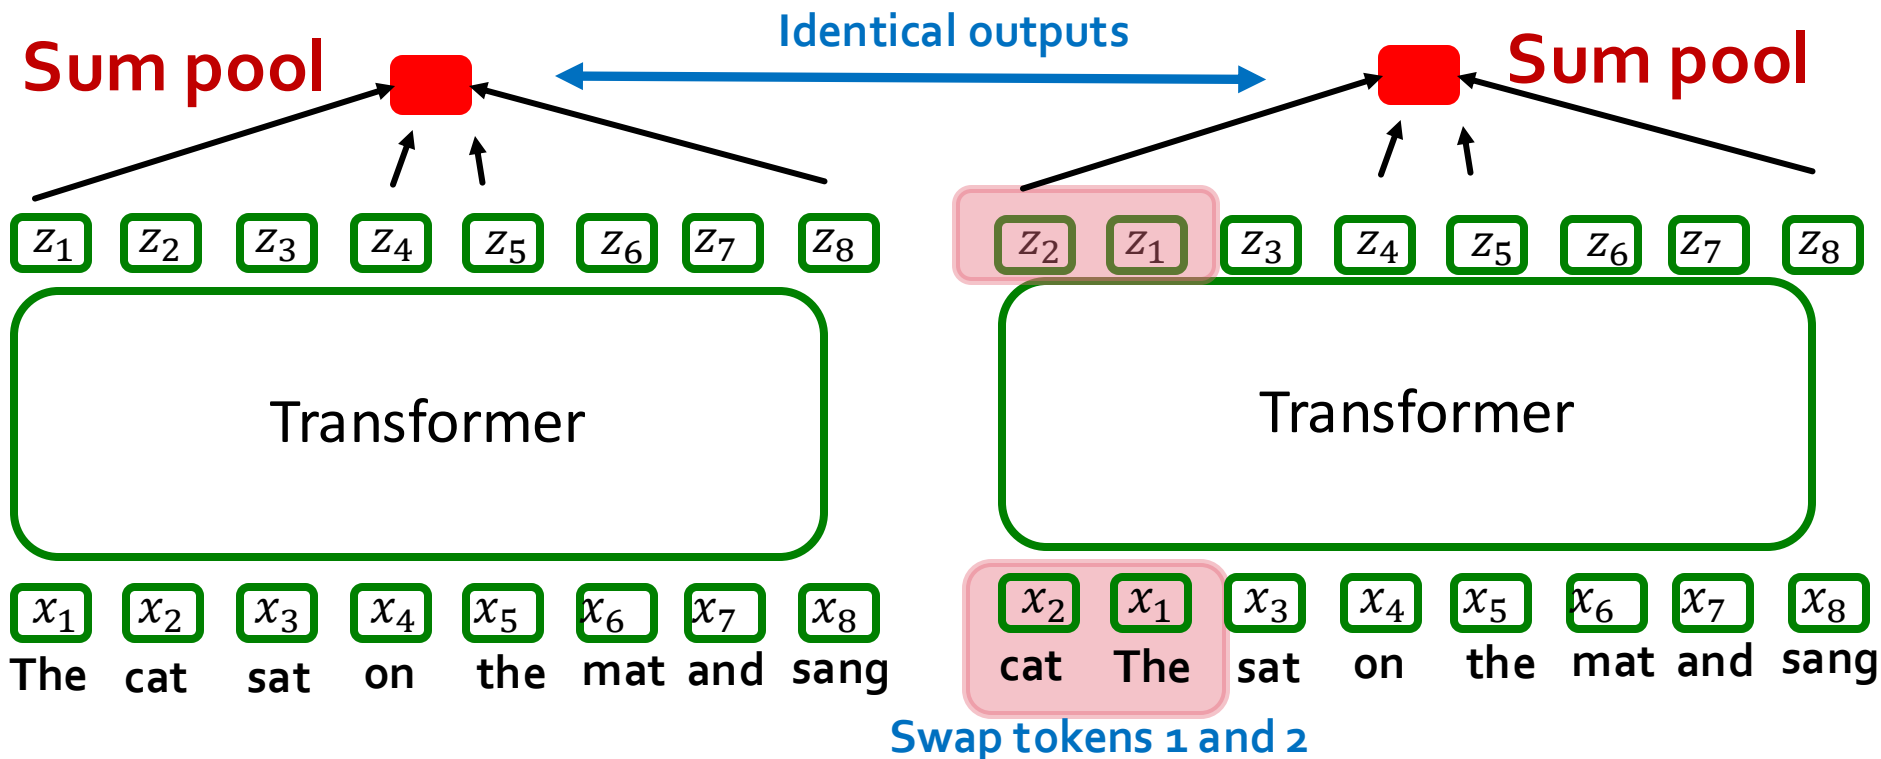 Identical outputs
Sum pool
Sum pool
z₁ z₂ z₃ z₄ z₅ z₆ z₇ z₈
z₂ z₁ z₃ z₄ z₅ z₆ z₇ z₈
Transformer
Transformer
x₁ x₂ x₃ x₄ x₅ x₆ x₇ x₈
The cat sat on the mat and sang
x₂ x₁ x₃ x₄ x₅ x₆ x₇ x₈
cat The sat on the mat and sang
Swap tokens 1 and 2